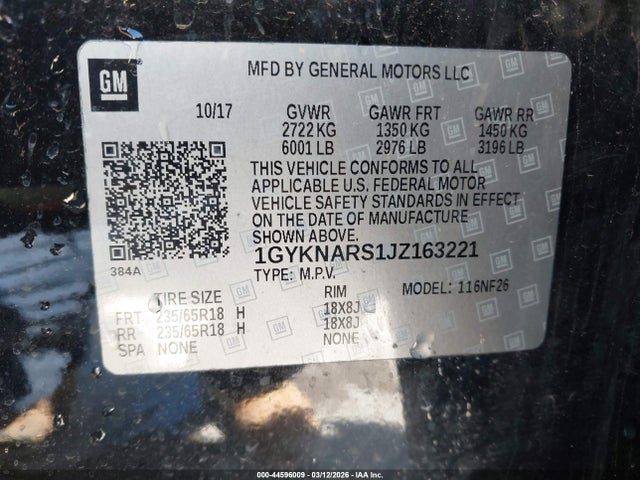 GM
MFD BY GENERAL MOTORS LLC
10/17 GVWR GAWR FRT GAWR RR
2722 KG 1350 KG 1450 KG
6001 LB 2976 LB 3196 LB
THIS VEHICLE CONFORMS TO ALL
APPLICABLE U.S. FEDERAL MOTOR
VEHICLE SAFETY STANDARDS IN EFFECT
ON THE DATE OF MANUFACTURE
SHOWN ABOVE.
384A 1GYKNARS1JZ163221
TYPE: M.P.V. MODEL: 116NF26
TIRE SIZE RIM
FRT 235/65R18 H 18X8J
RR 235/65R18 H 18X8J
SPA NONE NONE
000-44596009 - 03/12/2026 - IAA Inc.